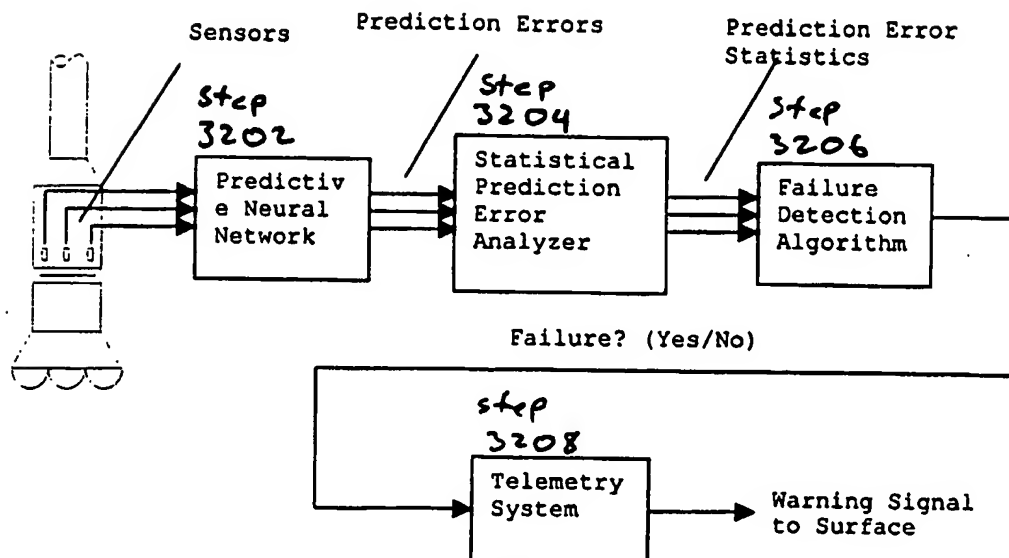 Sensors
Prediction Errors
Prediction Error
Statistics
Step
3202
Step
3204
Step
3206
Predictiv
e Neural
Network
Statistical
Prediction
Error
Analyzer
Failure
Detection
Algorithm
Failure? (Yes/No)
step
3208
Telemetry
System
Warning Signal
to Surface